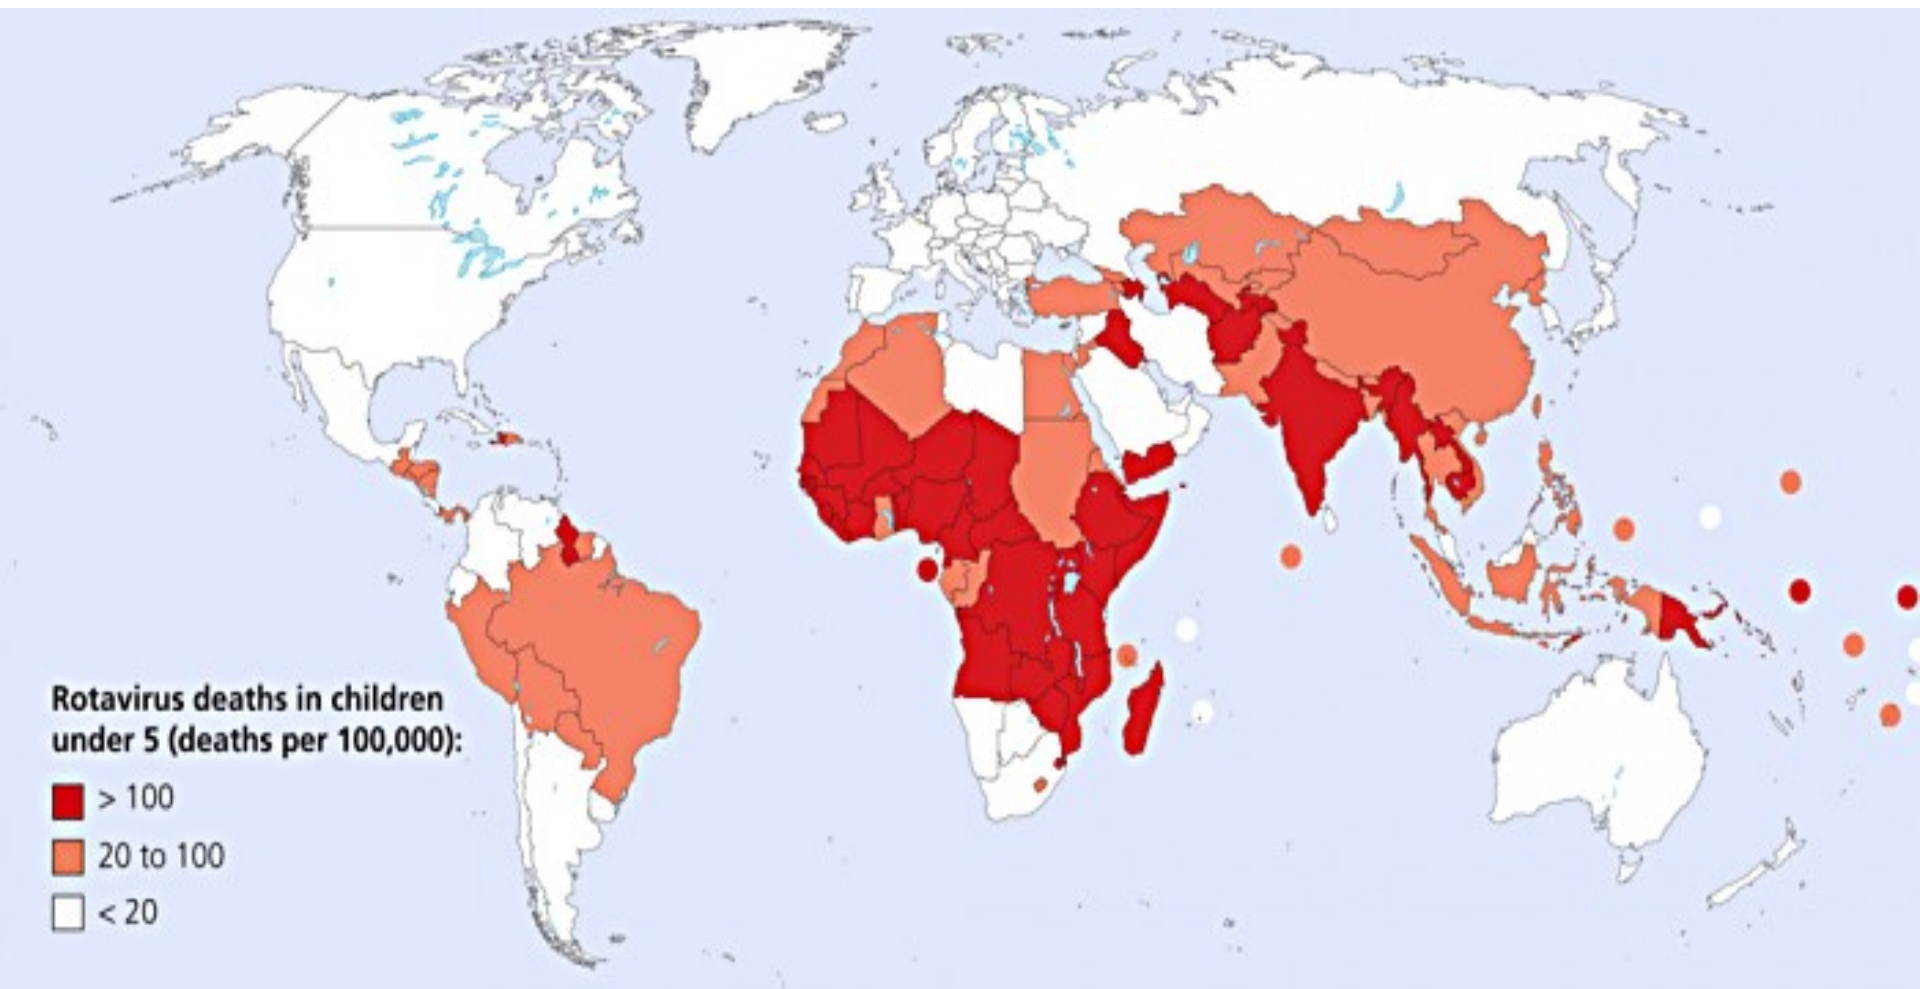 Rotavirus deaths in children
under 5 (deaths per 100,000):
> 100
20 to 100
< 20